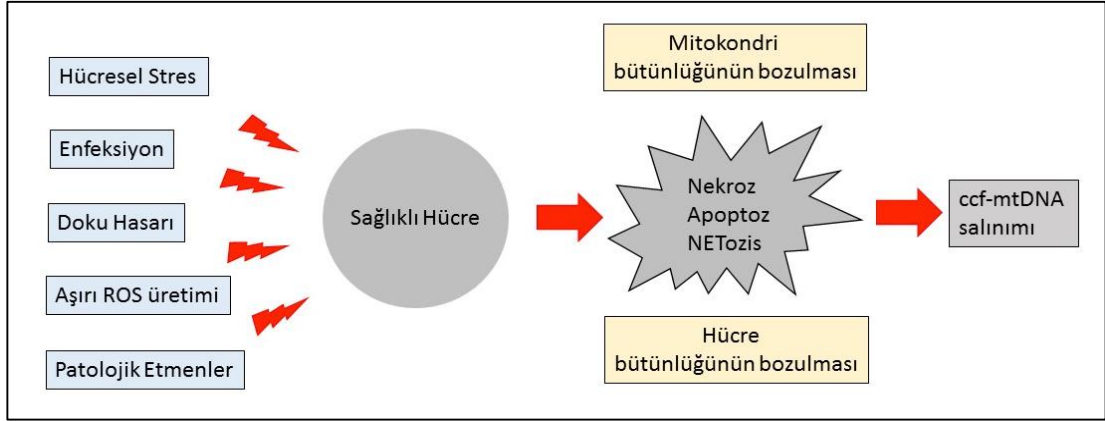 Hücresel Stres
Enfeksiyon
Doku Hasarı
Aşırı ROS üretimi
Patolojik Etmenler
Sağlıklı Hücre
Mitokondri
bütünlüğünün bozulması
Nekroz
Apoptoz
NETozis
Hücre
bütünlüğünün bozulması
ccf-mtDNA
salınımı